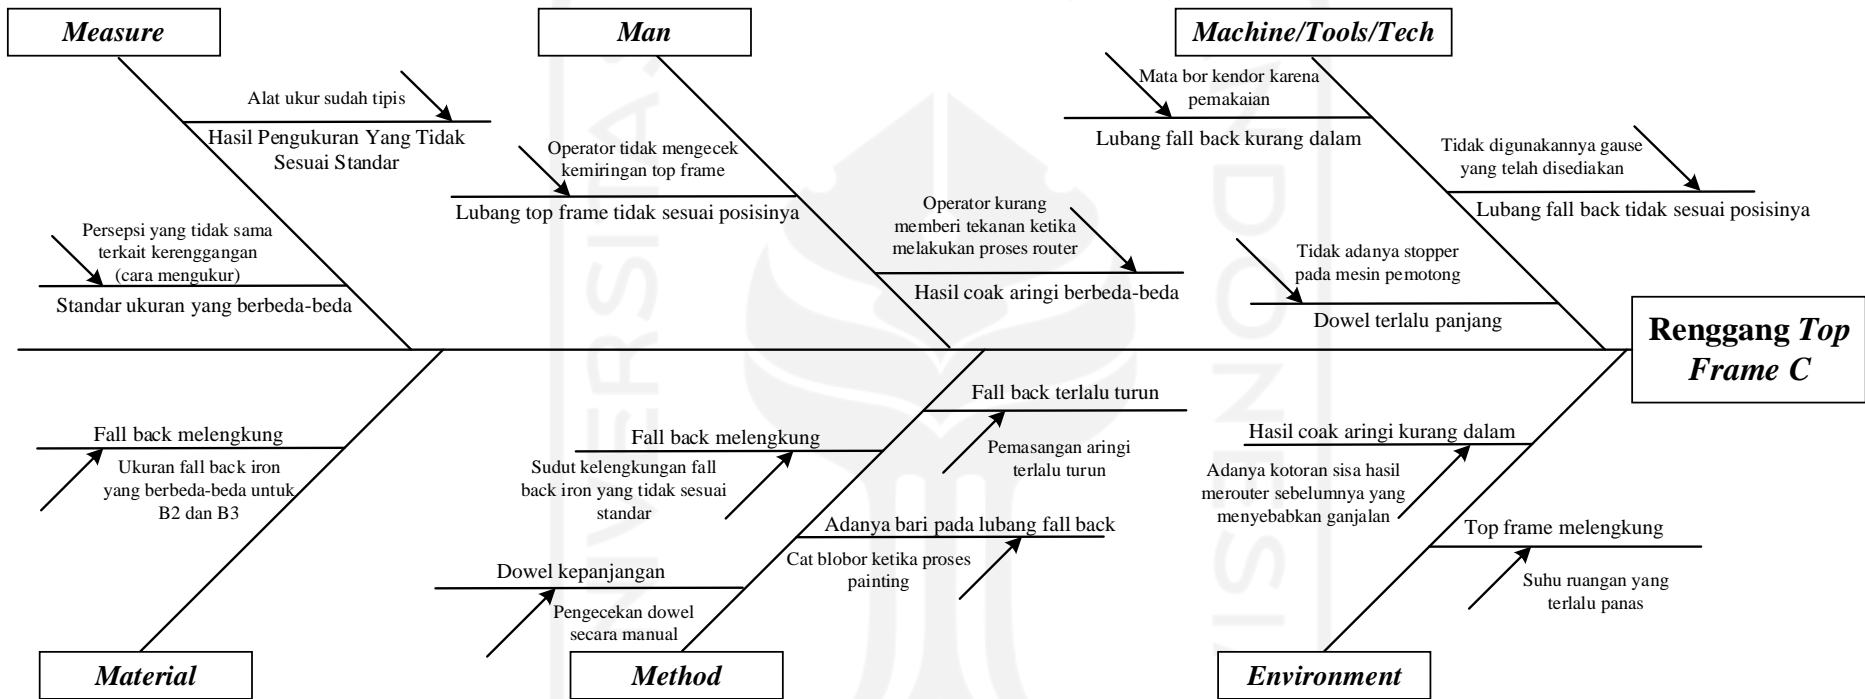 Measure
Man
Machine/Tools/Tech
Alat ukur sudah tipis
Hasil Pengukuran Yang Tidak
Sesuai Standar
Persepsi yang tidak sama
terkait kerenggangan
(cara mengukur)
Standar ukuran yang berbeda-beda
Operator tidak mengecek
kemiringan top frame
Lubang top frame tidak sesuai posisinya
Operator kurang
memberi tekanan ketika
melakukan proses router
Hasil coak aringi berbeda-beda
Mata bor kendor karena
pemakaian
Lubang fall back kurang dalam
Tidak digunakannya gause
yang telah disediakan
Lubang fall back tidak sesuai posisinya
Tidak adanya stopper
pada mesin pemotong
Dowel terlalu panjang
Renggang Top
Frame C
Fall back melengkung
Ukuran fall back iron
yang berbeda-beda untuk
B2 dan B3
Fall back terlalu turun
Pemasangan aringi
terlalu turun
Fall back melengkung
Sudut kelengkungan fall
back iron yang tidak sesuai
standar
Adanya bari pada lubang fall back
Cat blobor ketika proses
painting
Dowel kepanjangan
Pengecekan dowel
secara manual
Hasil coak aringi kurang dalam
Adanya kotoran sisa hasil
merouter sebelumnya yang
menyebabkan ganjalan
Top frame melengkung
Suhu ruangan yang
terlalu panas
Material
Method
Environment